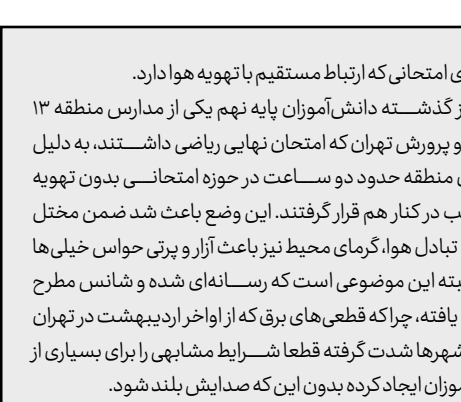 ی امتحانی که ارتباط مستقیم با تهویه هوا دارد.
ز گذشته دانش‌آموزان پایه نهم یکی از مدارس منطقه ۱۳
و پرورش تهران که امتحان نهایی ریاضی داشتند، به دلیل
ی منطقه حدود دو ساعت در حوزه امتحانی بدون تهویه
ب در کنار هم قرار گرفتند. این وضع باعث شد ضمن مختل
تبادل هوا، گرمای محیط نیز باعث آزار و پرتی حواس خیلی‌ها
بته این موضوعی است که رسانه‌ای شده و شانس مطرح
یافته، چرا که قطعی‌های برق که از اواخر اردیبهشت در تهران
شهرها شدت گرفته قطعا شرایط مشابهی را برای بسیاری از
موزان ایجاد کرده بدون این که صدایش بلند شود.